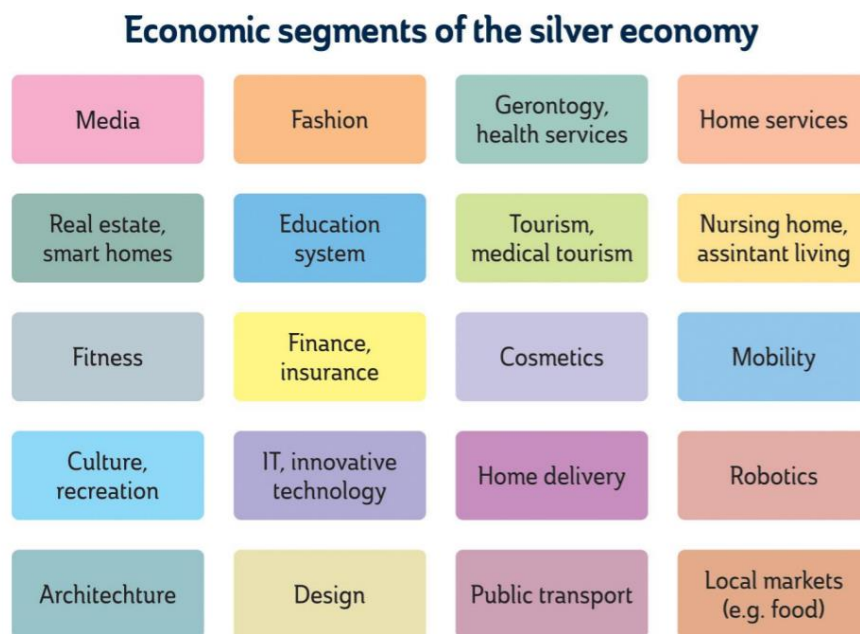 Economic segments of the silver economy
Media
Fashion
Gerontogy,
health services
Home services
Real estate,
smart homes
Education
system
Tourism,
medical tourism
Nursing home,
assintant living
Fitness
Finance,
insurance
Cosmetics
Mobility
Culture,
recreation
IT, innovative
technology
Home delivery
Robotics
Architechture
Design
Public transport
Local markets
(e.g. food)